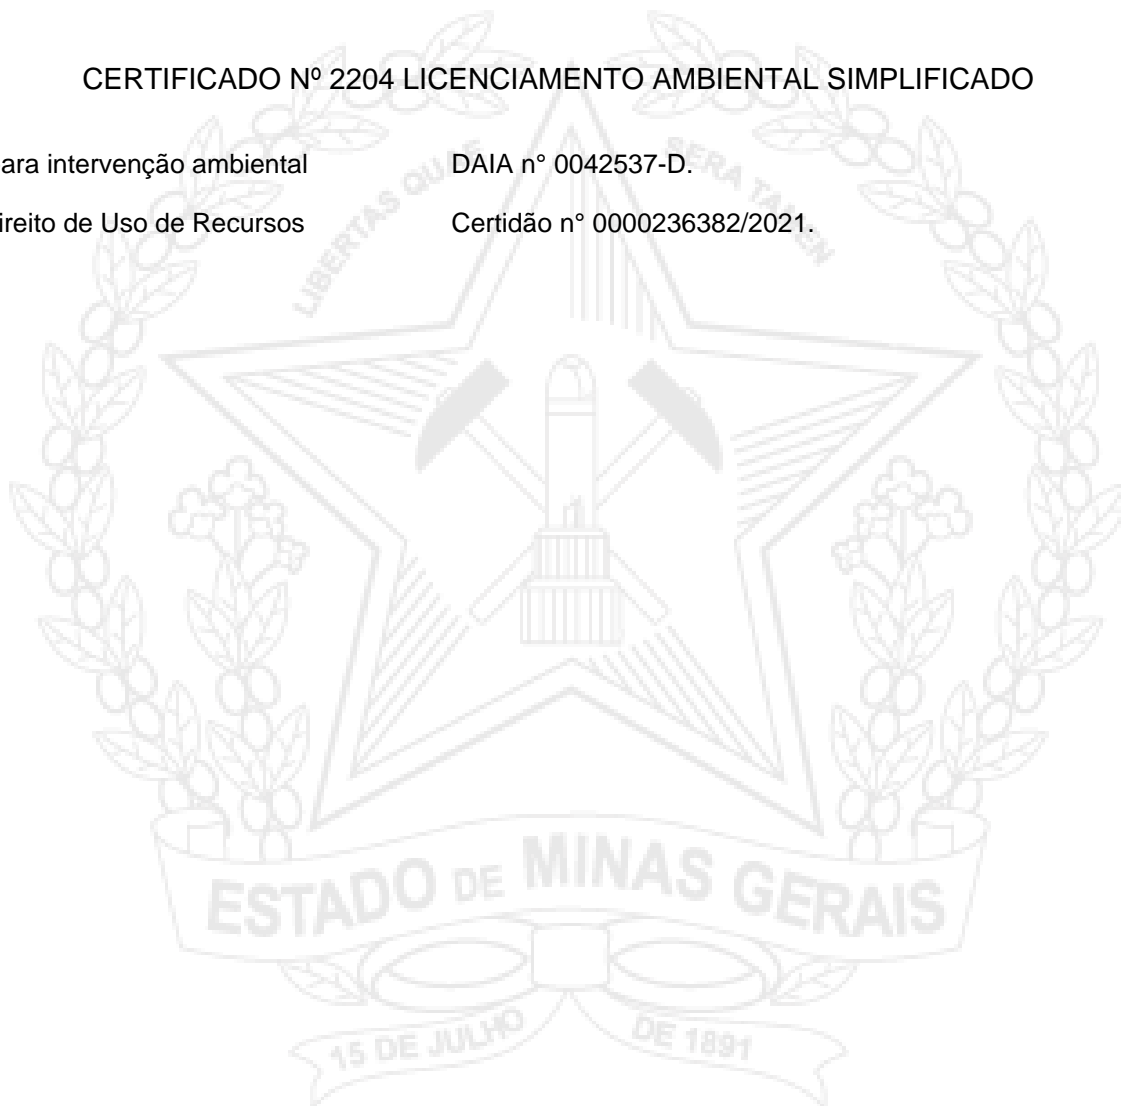 CERTIFICADO Nº 2204 LICENCIAMENTO AMBIENTAL SIMPLIFICADO
ara intervenção ambiental DAIA n° 0042537-D.
ireito de Uso de Recursos Certidão n° 0000236382/2021.
LIBERTAS QUÆ SERA TAMEN
ESTADO DE MINAS GERAIS
15 DE JULHO DE 1891